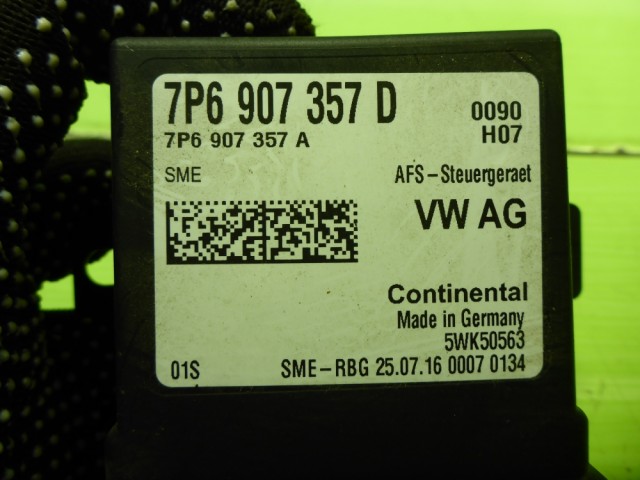 7P6 907 357 D
0090
7P6 907 357 A
H07
SME
AFS-Steuergeraet
VW AG
Continental
Made in Germany
5WK50563
01S
SME-RBG 25.07.16 0007 0134